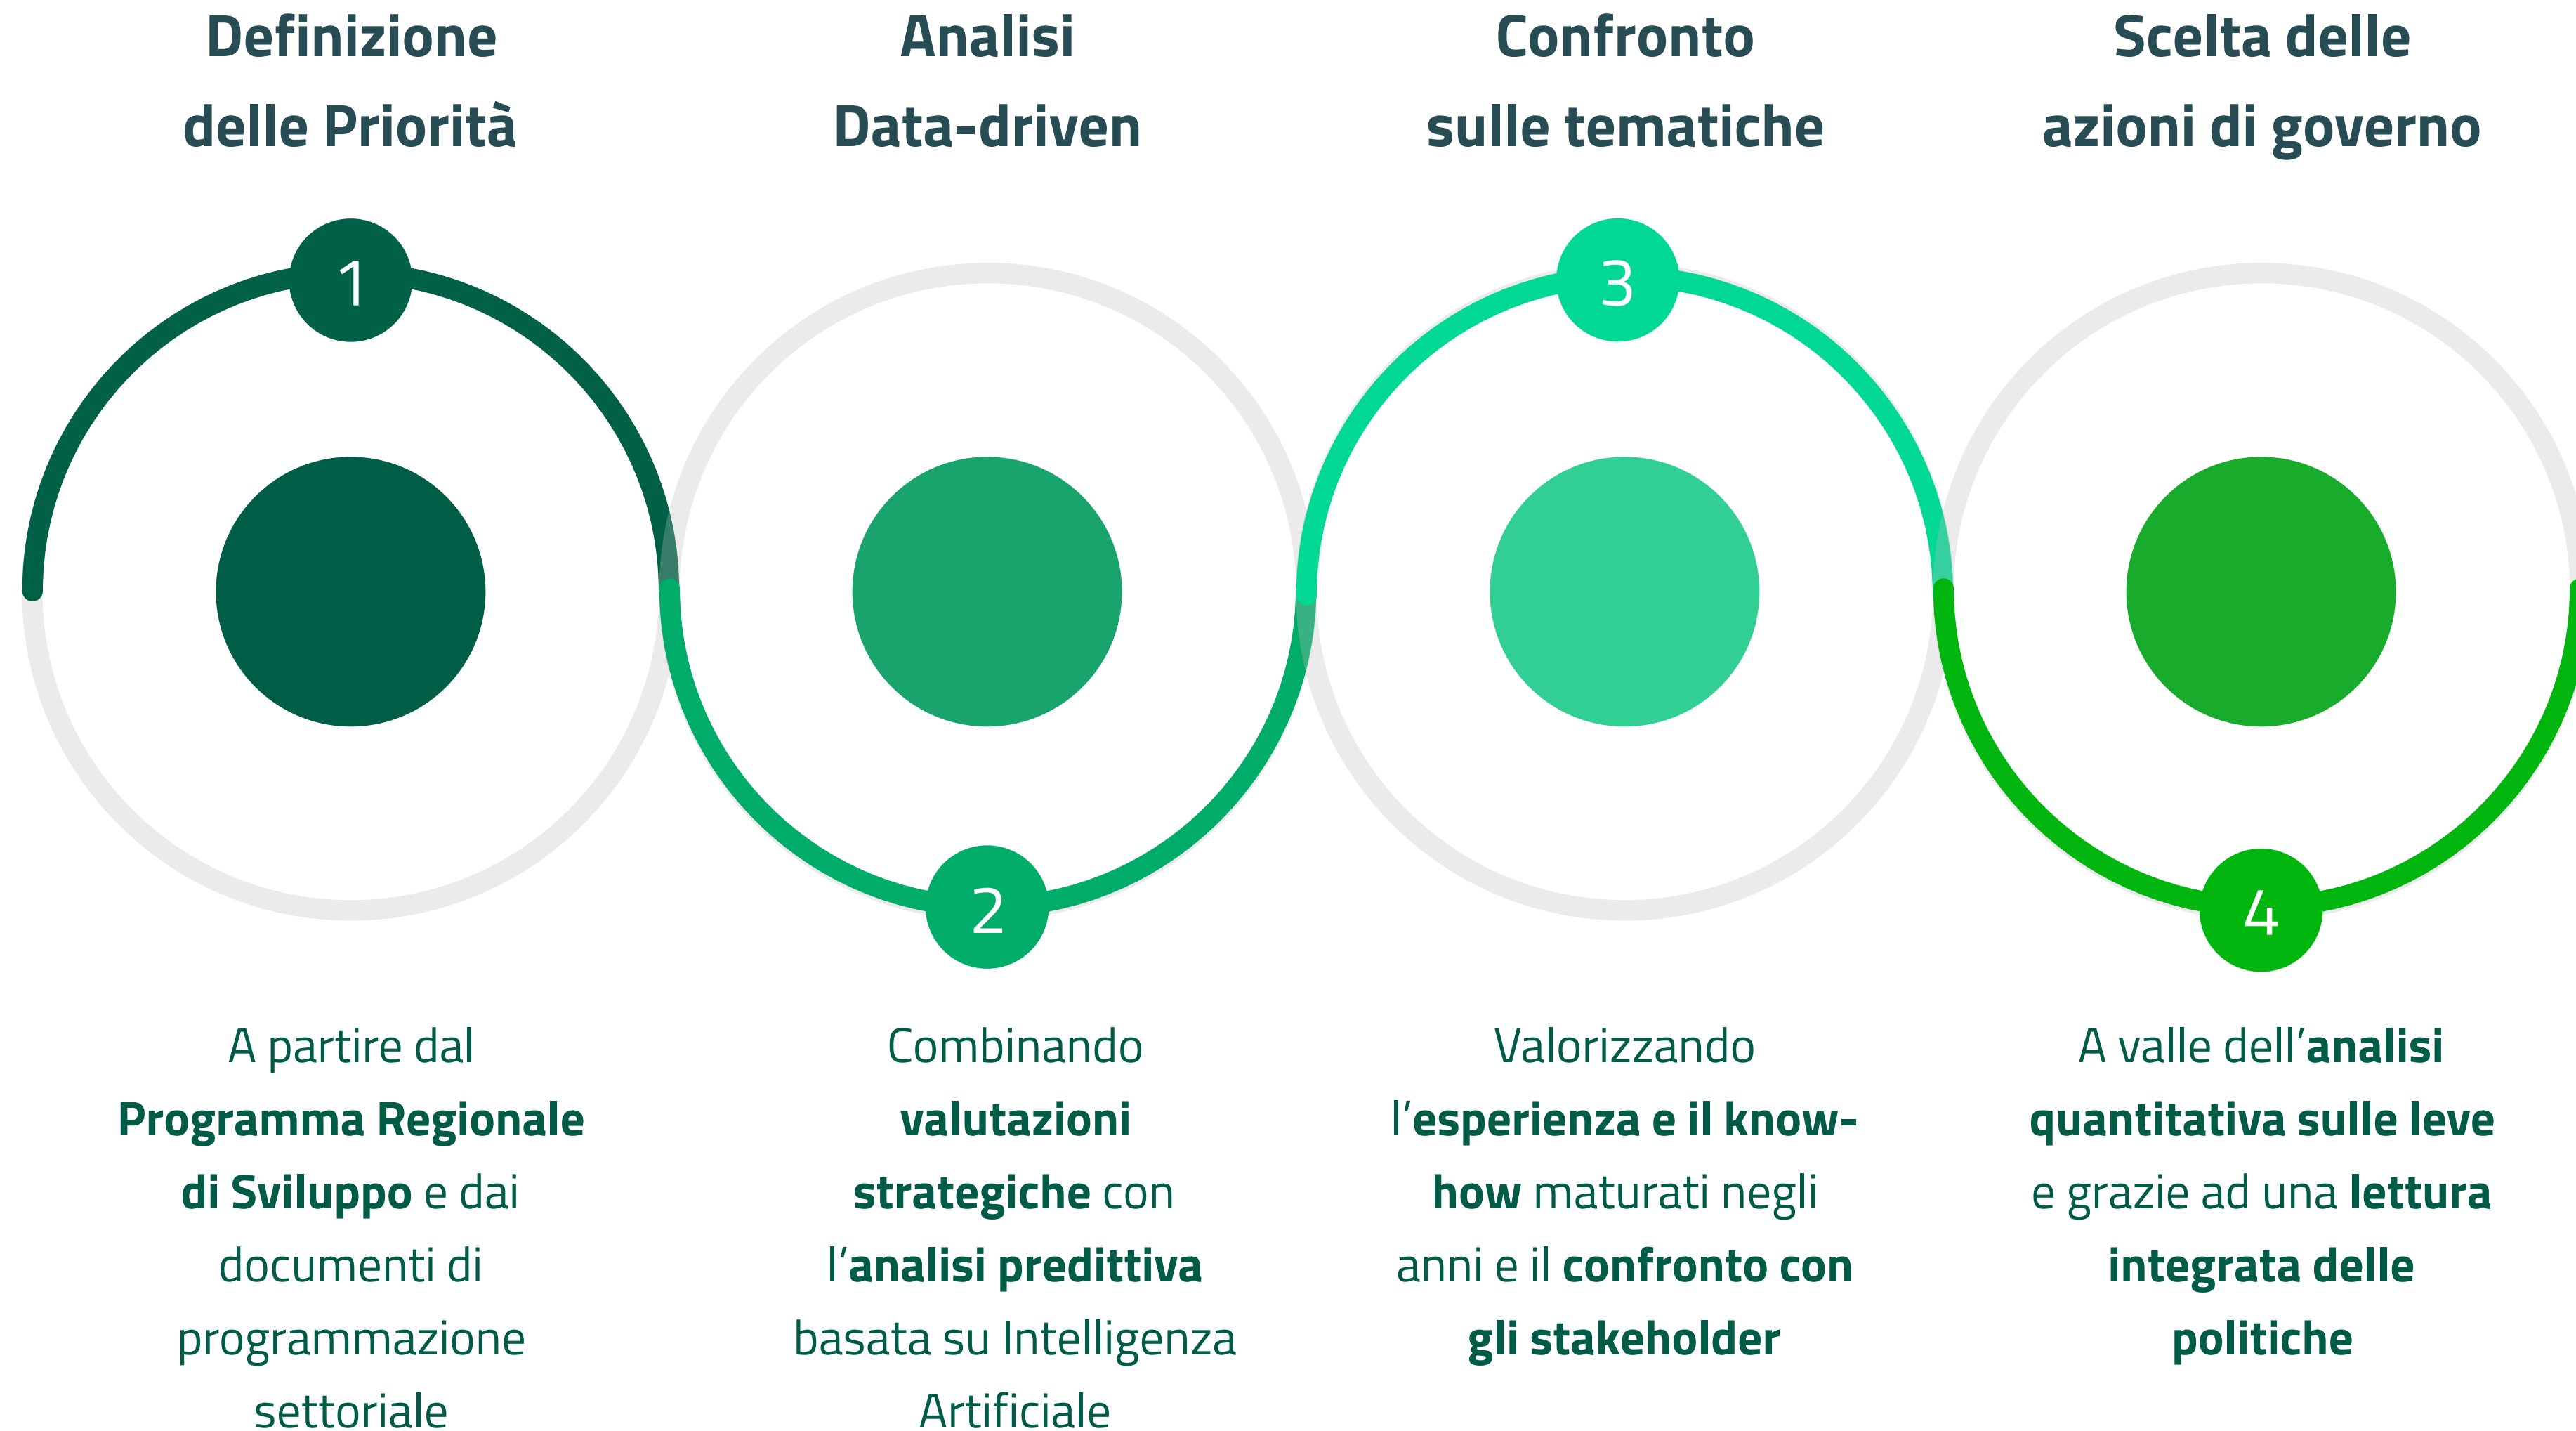 Definizione
delle Priorità
1
A partire dal
Programma Regionale
di Sviluppo e dai
documenti di
programmazione
settoriale
Analisi
Data-driven
2
Combinando
valutazioni
strategiche con
l’analisi predittiva
basata su Intelligenza
Artificiale
Confronto
sulle tematiche
3
Valorizzando
l’esperienza e il know-
how maturati negli
anni e il confronto con
gli stakeholder
Scelta delle
azioni di governo
4
A valle dell’analisi
quantitativa sulle leve
e grazie ad una lettura
integrata delle
politiche